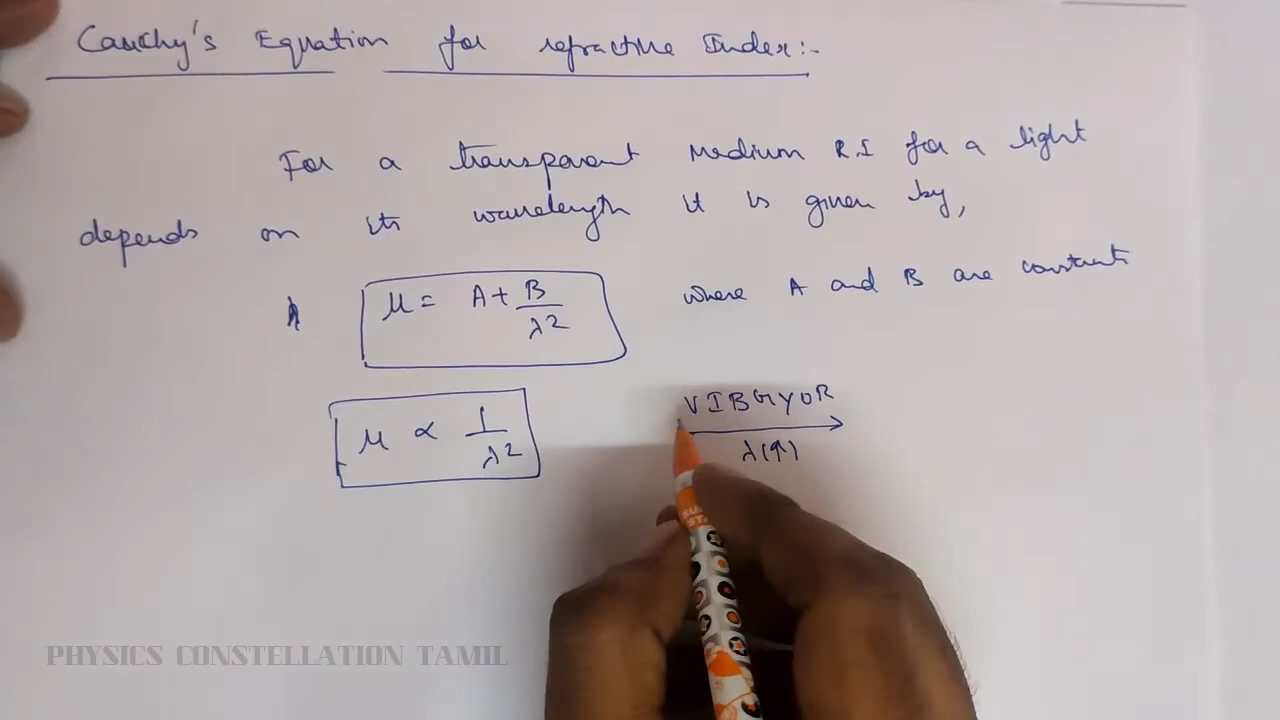 Cauchy's Equation for refractive Index:-
For a transparent Medium R.I for a light
depends on its wavelength it is given by,
μ = A + B/λ² where A and B are constants
μ ∝ 1/λ²
VIBGYOR
λ(↑)
PHYSICS CONSTELLATION TAMIL